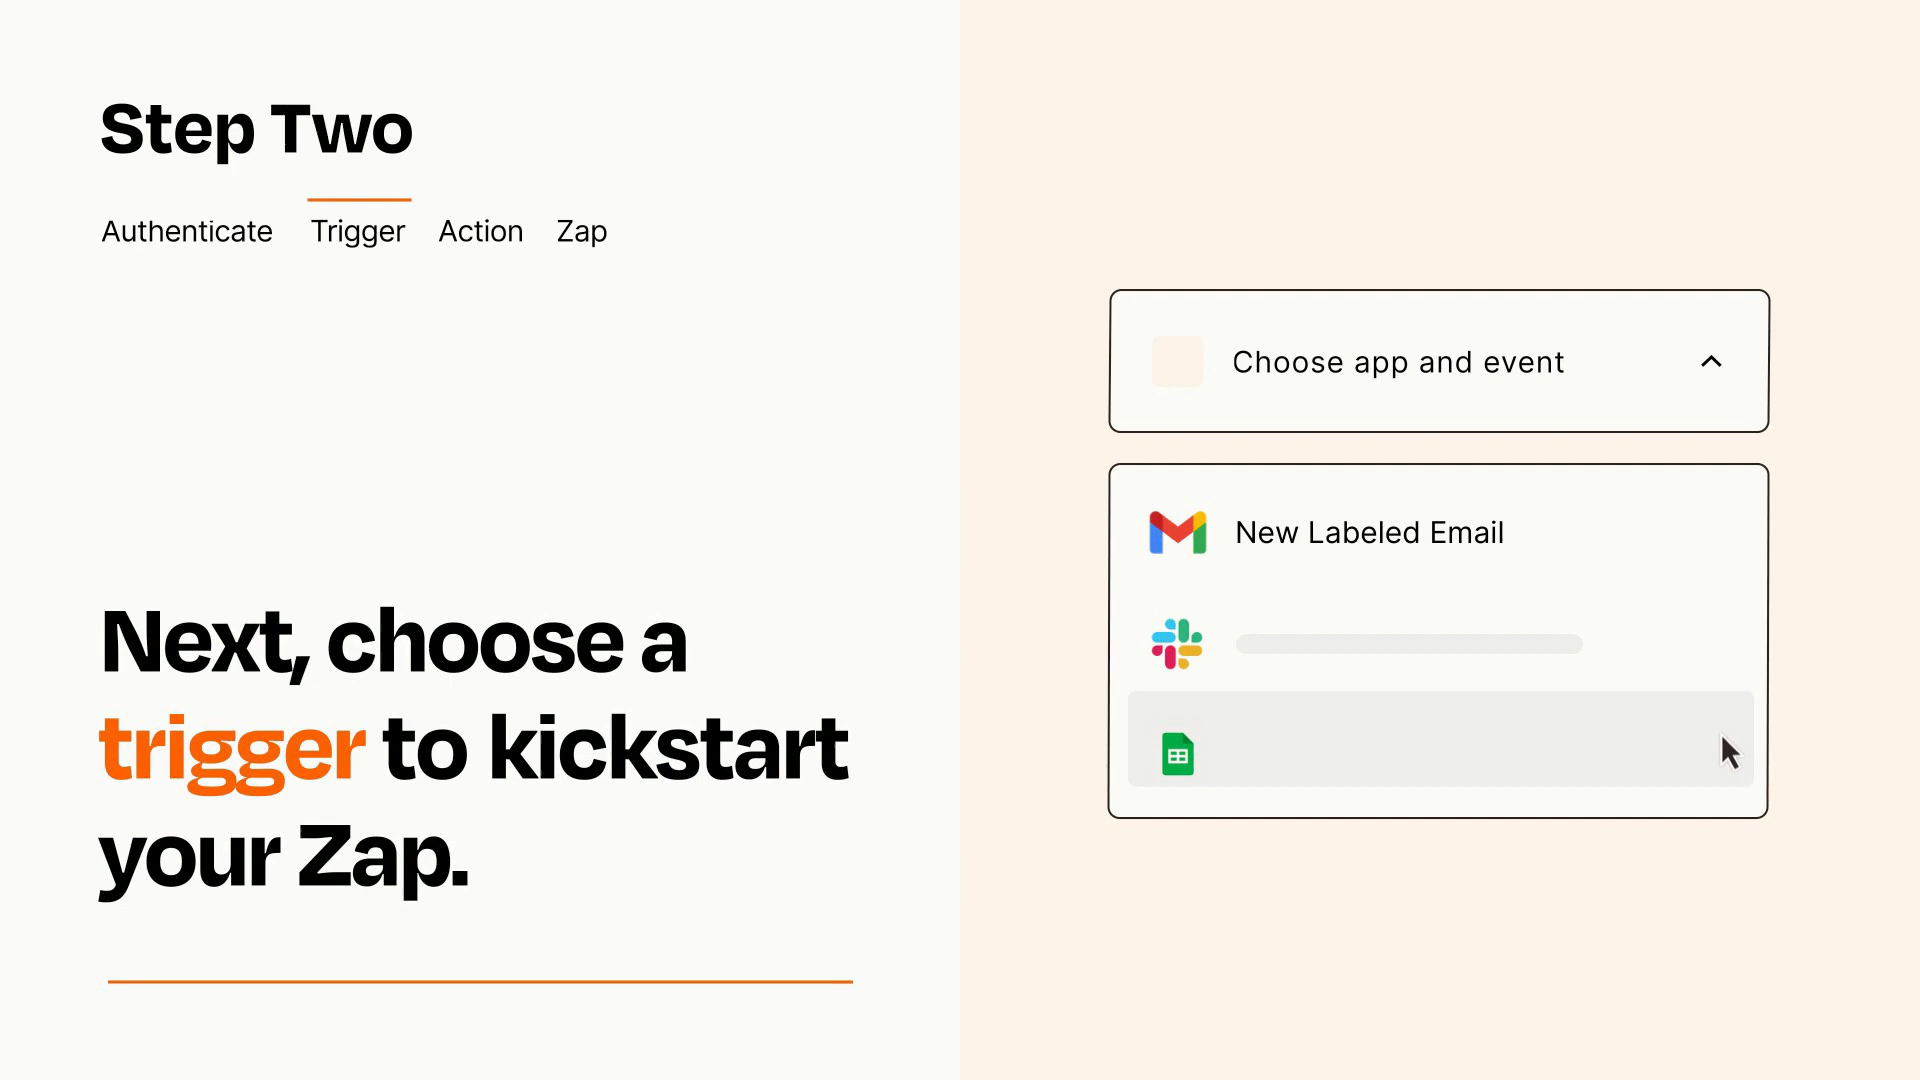 Step Two
Authenticate Trigger Action Zap
Next, choose a
trigger to kickstart
your Zap.
Choose app and event
New Labeled Email